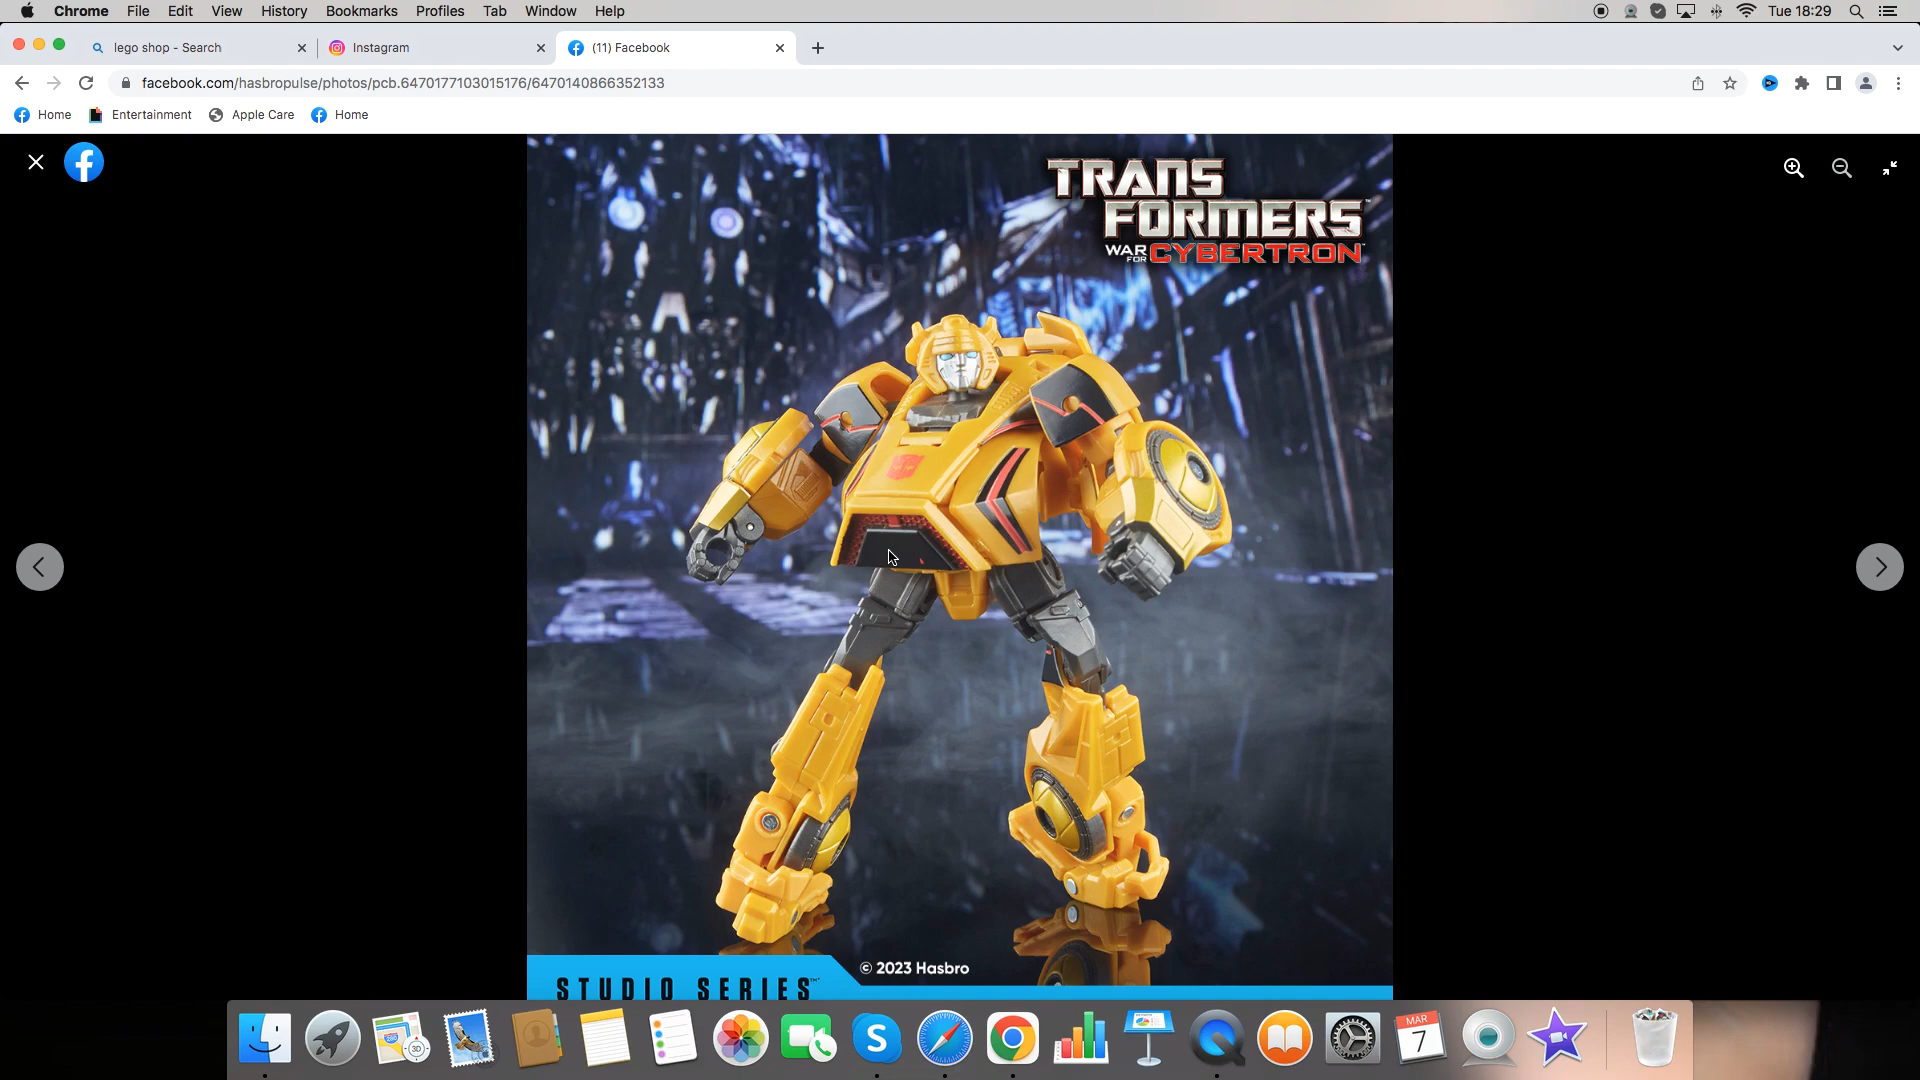 Chrome File Edit View History Bookmarks Profiles Tab Window Help Tue 18:29
lego shop - Search Instagram (11) Facebook
facebook.com/hasbropulse/photos/pcb.6470177103015176/6470140866352133
Home Entertainment Apple Care Home
TRANS
FORMERS
WAR FOR CYBERTRON
© 2023 Hasbro
STUDIO SERIES™
MAR
7